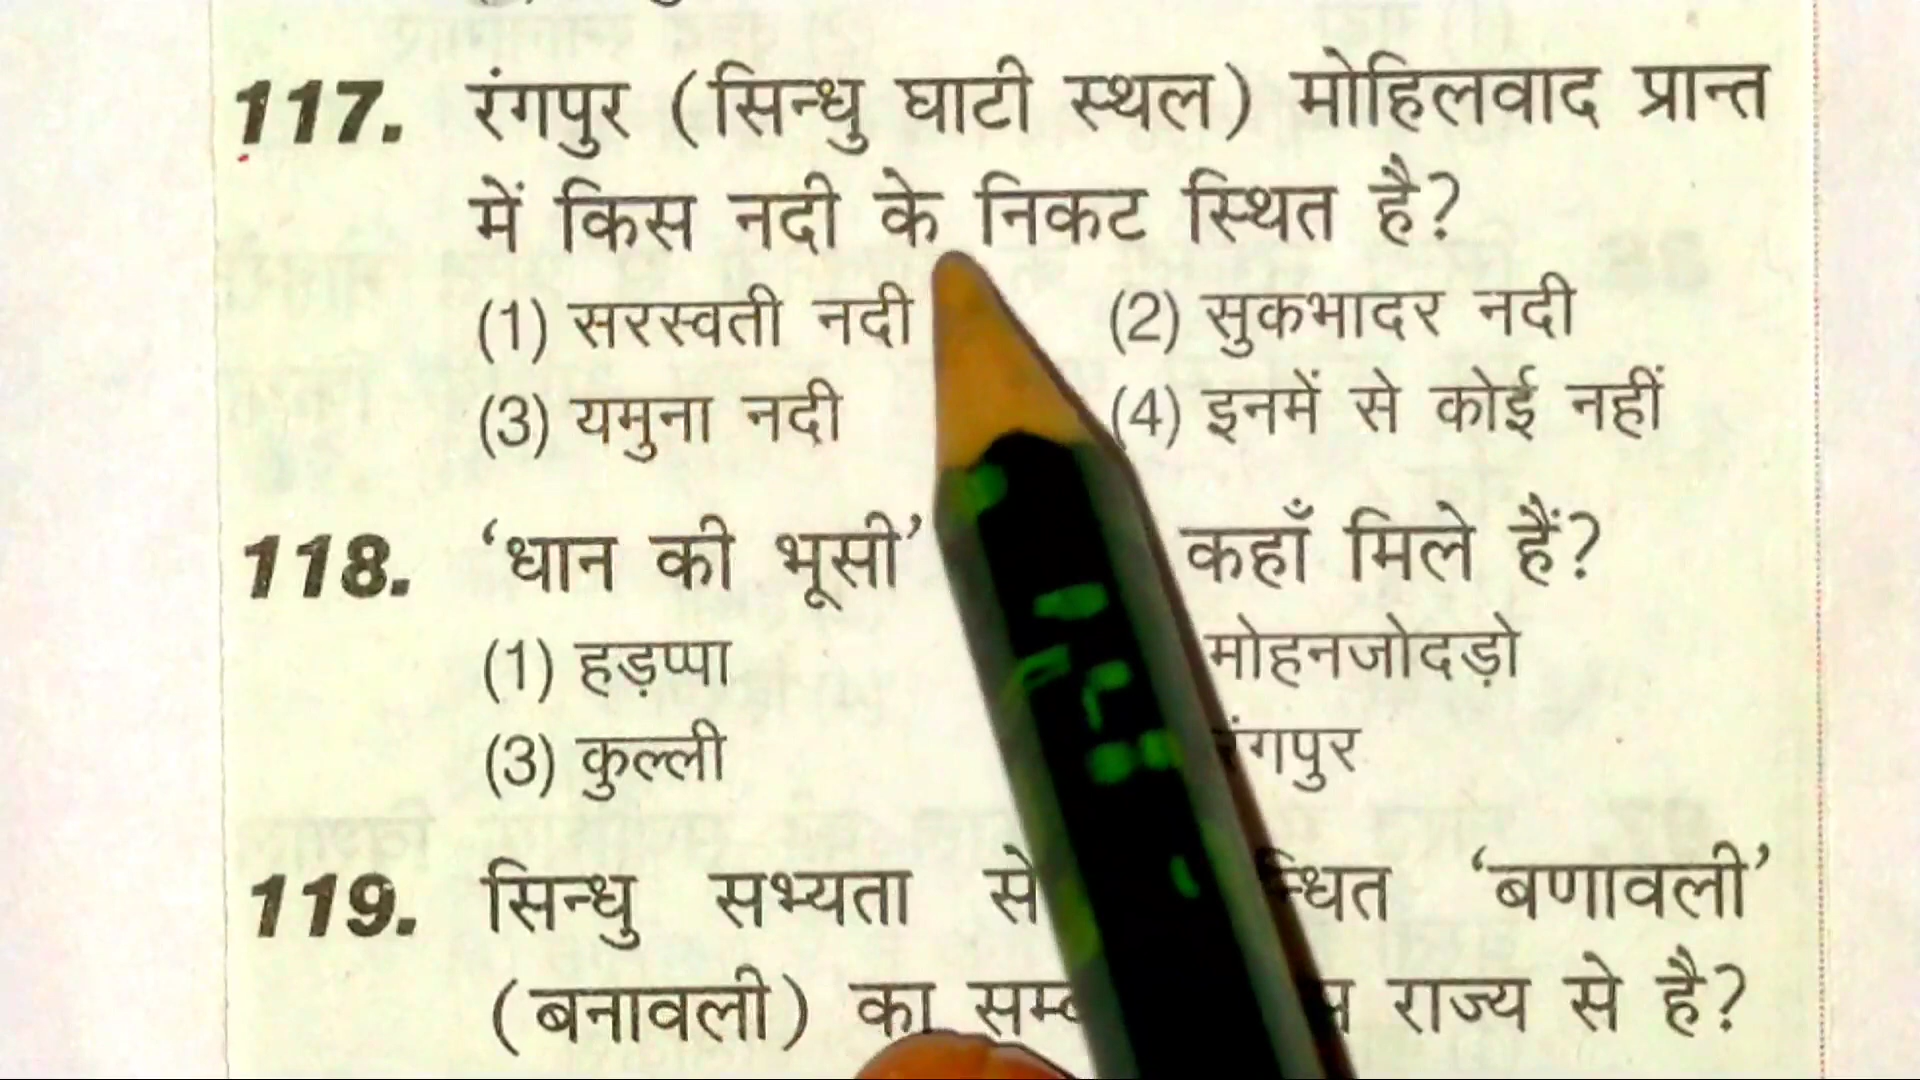 117. रंगपुर (सिन्धु घाटी स्थल) मोहिलवाद प्रान्त
में किस नदी के निकट स्थित है?
(1) सरस्वती नदी (2) सुकभादर नदी
(3) यमुना नदी (4) इनमें से कोई नहीं
118. ‘धान की भूसी’ कहाँ मिले हैं?
(1) हड़प्पा मोहनजोदड़ो
(3) कुल्ली रंगपुर
119. सिन्धु सभ्यता से ‘बणावली’
(बनावली) का राज्य से है?